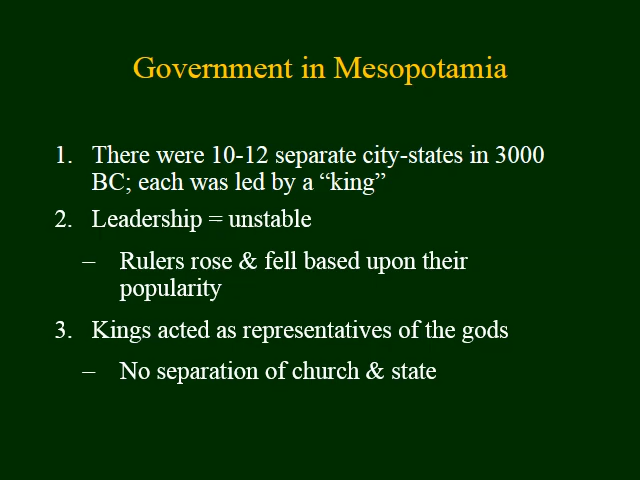 Government in Mesopotamia
1. There were 10-12 separate city-states in 3000
BC; each was led by a “king”
2. Leadership = unstable
– Rulers rose & fell based upon their
popularity
3. Kings acted as representatives of the gods
– No separation of church & state